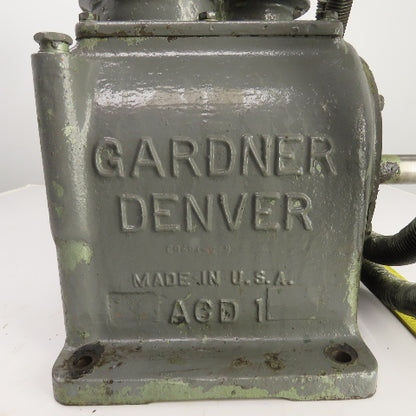 GARDNER
DENVER
MADE IN U.S.A.
ACD 1